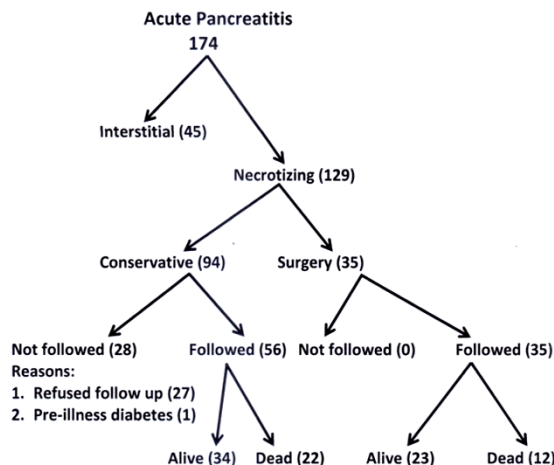 Acute Pancreatitis
174
Interstitial (45)
Necrotizing (129)
Conservative (94) Surgery (35)
Not followed (28) Followed (56) Not followed (0) Followed (35)
Reasons:
1. Refused follow up (27)
2. Pre-illness diabetes (1)
Alive (34) Dead (22) Alive (23) Dead (12)